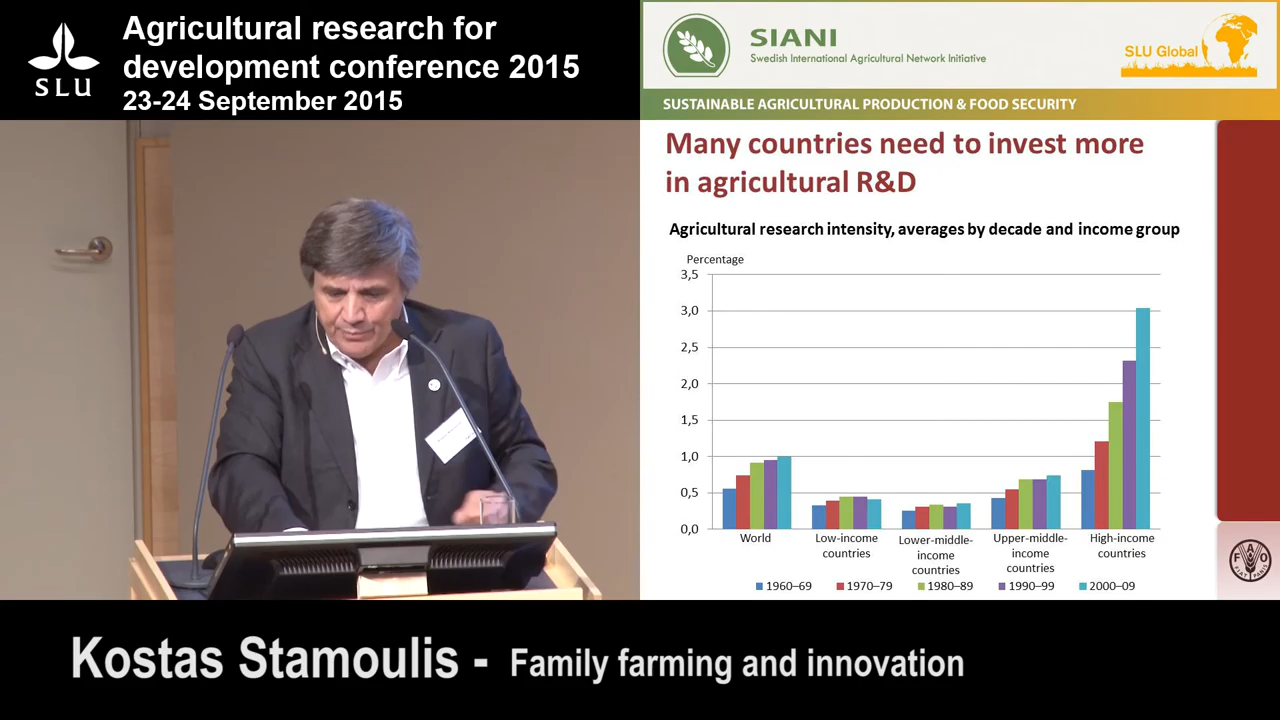 SLU
Agricultural research for
development conference 2015
23-24 September 2015
SIANI
Swedish International Agricultural Network Initiative
SLU Global
SUSTAINABLE AGRICULTURAL PRODUCTION & FOOD SECURITY
Many countries need to invest more
in agricultural R&D
Agricultural research intensity, averages by decade and income group
Percentage
3,5
3,0
2,5
2,0
1,5
1,0
0,5
0,0
World
Low-income
countries
Lower-middle-
income
countries
Upper-middle-
income
countries
High-income
countries
1960–69
1970–79
1980–89
1990–99
2000–09
FAO
FIAT PANIS
Kostas Stamoulis - Family farming and innovation